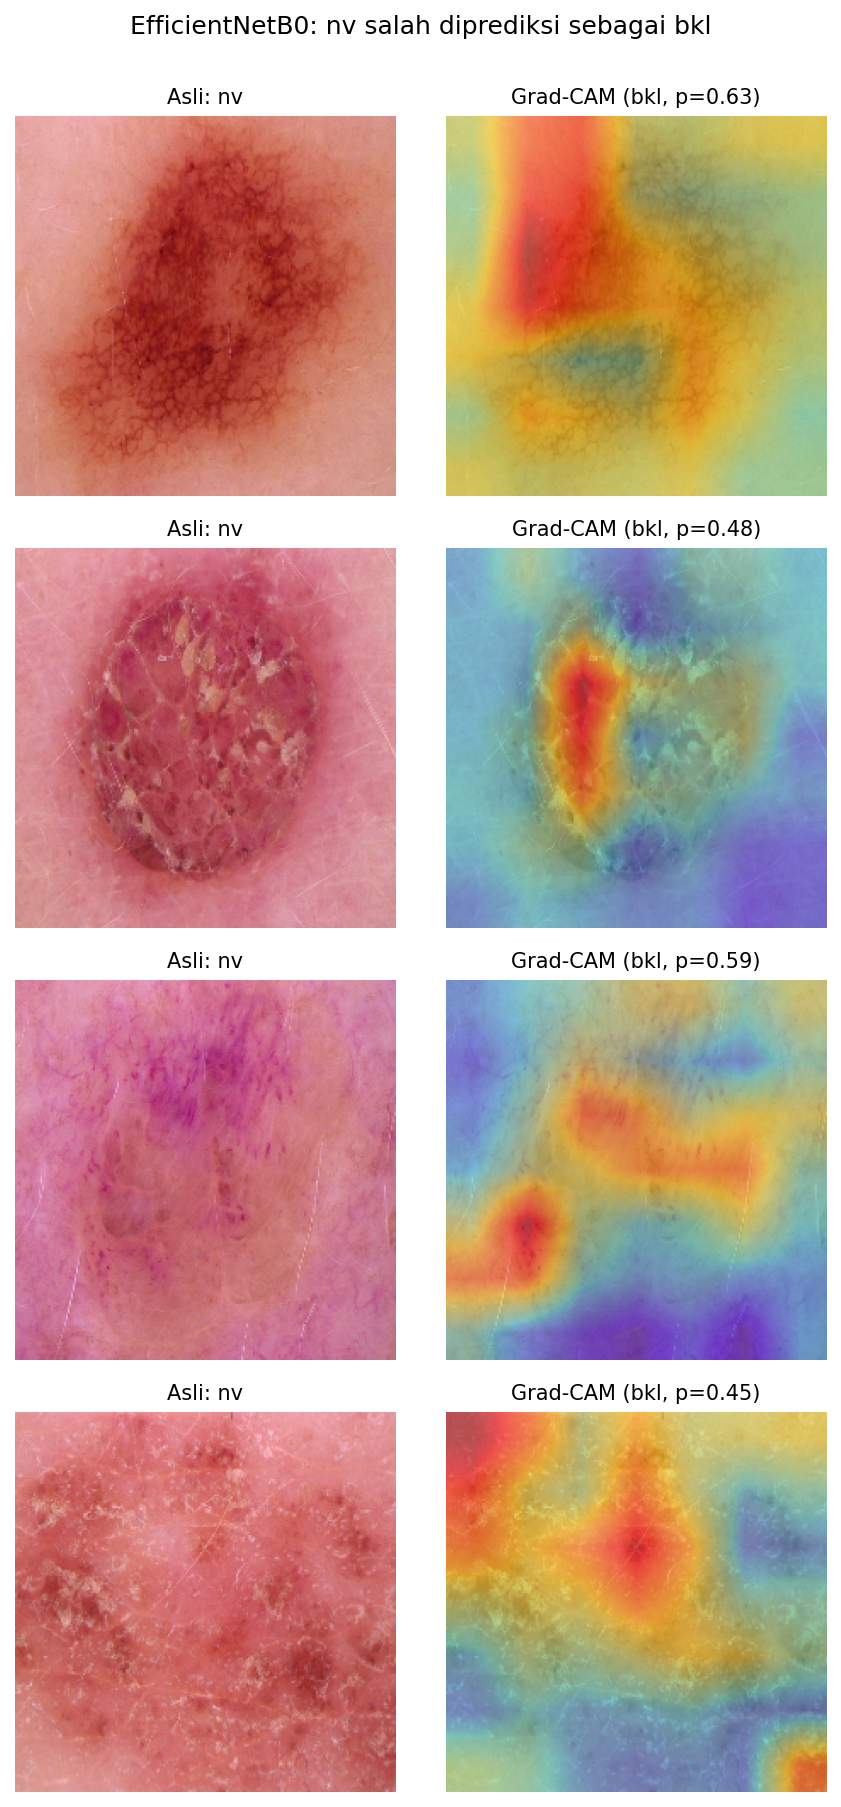 EfficientNetB0: nv salah diprediksi sebagai bkl
Asli: nv
Grad-CAM (bkl, p=0.63)
Asli: nv
Grad-CAM (bkl, p=0.48)
Asli: nv
Grad-CAM (bkl, p=0.59)
Asli: nv
Grad-CAM (bkl, p=0.45)